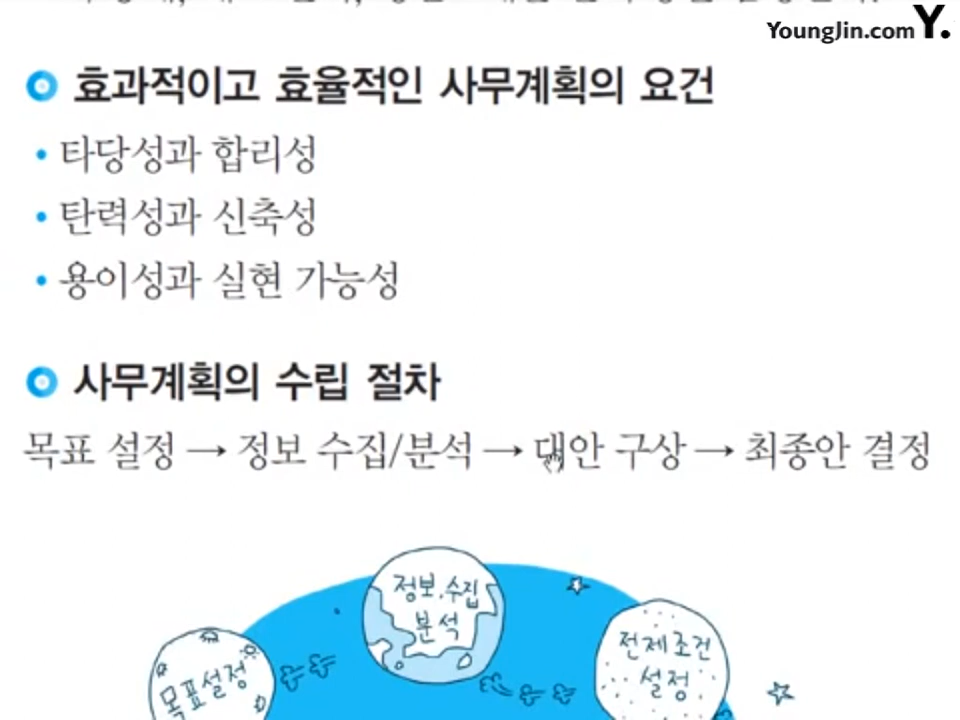 YoungJin.com Y.
효과적이고 효율적인 사무계획의 요건
• 타당성과 합리성
• 탄력성과 신축성
• 용이성과 실현 가능성
사무계획의 수립 절차
목표 설정 → 정보 수집/분석 → 대안 구상 → 최종안 결정
정보.수집
분석
전제조건
설정
목표설정